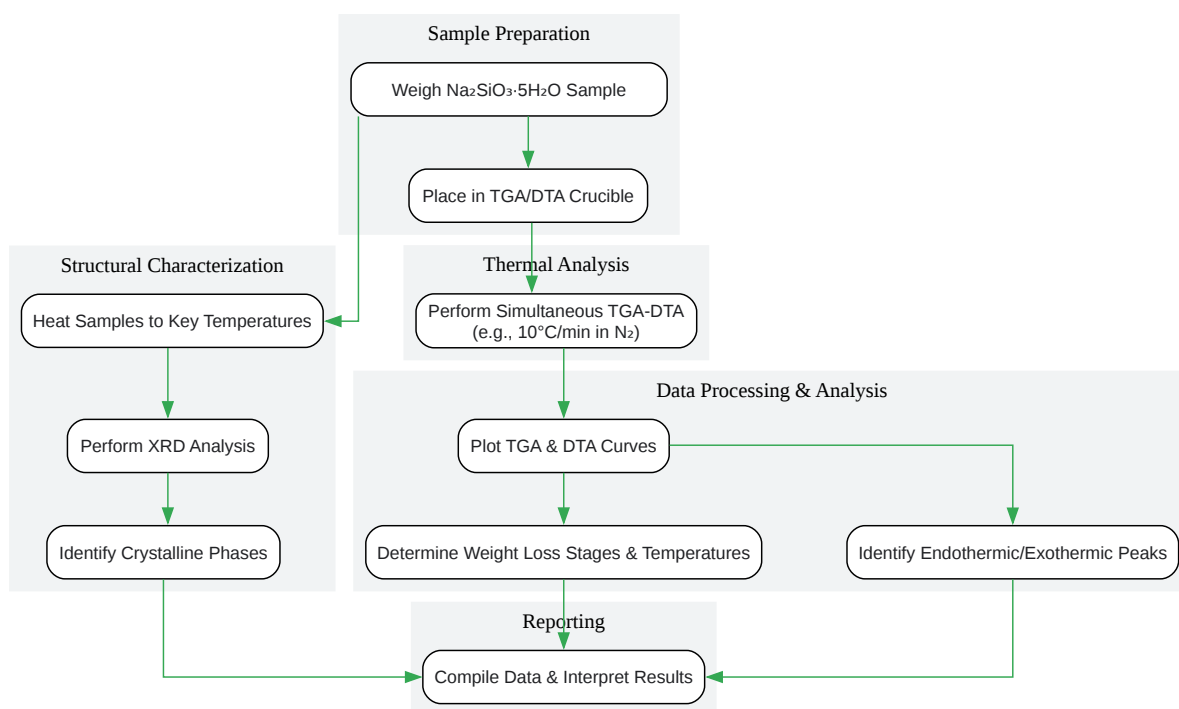 Sample Preparation
Weigh Na₂SiO₃·5H₂O Sample
Place in TGA/DTA Crucible
Structural Characterization
Heat Samples to Key Temperatures
Perform XRD Analysis
Identify Crystalline Phases
Thermal Analysis
Perform Simultaneous TGA-DTA
(e.g., 10°C/min in N₂)
Data Processing & Analysis
Plot TGA & DTA Curves
Determine Weight Loss Stages & Temperatures
Identify Endothermic/Exothermic Peaks
Reporting
Compile Data & Interpret Results